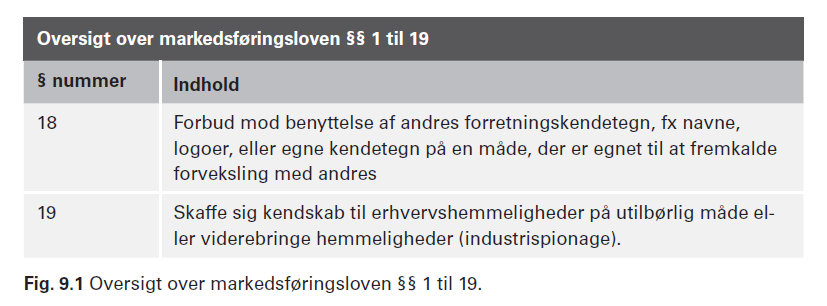 Oversigt over markedsføringsloven §§ 1 til 19
§ nummer Indhold
18 Forbud mod benyttelse af andres forretningskendetegn, fx navne,
logoer, eller egne kendetegn på en måde, der er egnet til at fremkalde
forveksling med andres
19 Skaffe sig kendskab til erhvervshemmeligheder på utilbørlig måde el-
ler viderebringe hemmeligheder (industrispionage).
Fig. 9.1 Oversigt over markedsføringsloven §§ 1 til 19.